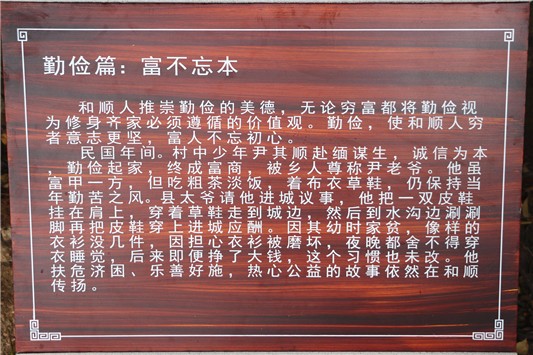 勤俭篇：富不忘本
和顺人推崇勤俭的美德，无论穷富都将勤俭视
为修身齐家必须遵循的价值观。勤俭，使和顺人穷
者意志更坚，富人不忘初心。
民国年间。村中少年尹其顺赴缅谋生，诚信为本
，勤俭起家，终成富商，被乡人尊称尹老爷。他虽
富甲一方，但吃粗茶淡饭，着布衣草鞋，仍保持当
年勤苦之风。县太爷请他进城议事，他把一双皮鞋
挂在肩上，穿着草鞋走到城边，然后到水沟边涮涮
脚再把皮鞋穿上进城应酬。因其幼时家贫，像样的
衣衫没几件，因担心衣衫被磨坏，夜晚都舍不得穿
衣睡觉，后来即便挣了大钱，这个习惯也未改。他
扶危济困、乐善好施，热心公益的故事依然在和顺
传扬。